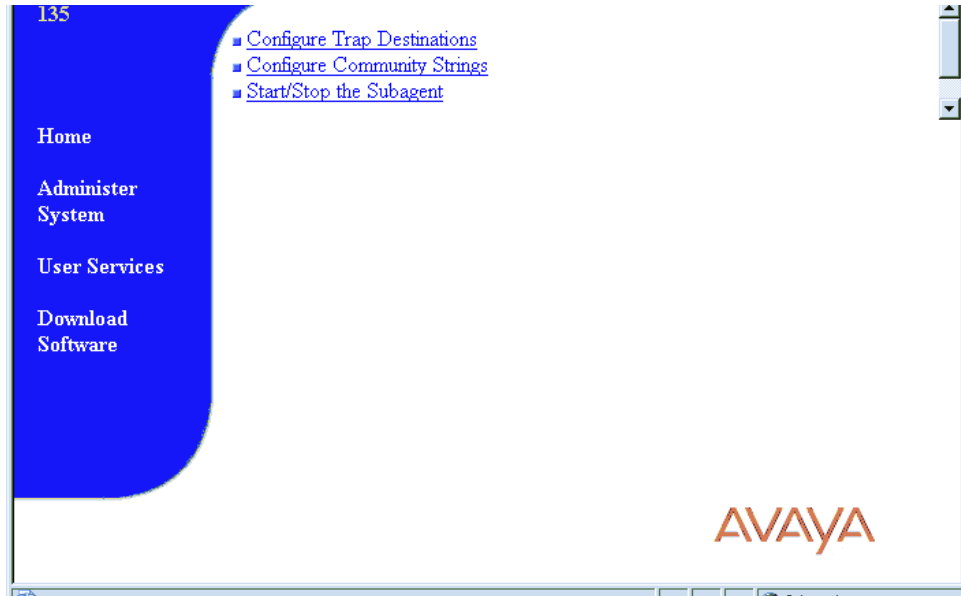 135
Configure Trap Destinations
Configure Community Strings
Start/Stop the Subagent
Home
Administer
System
User Services
Download
Software
AVAYA